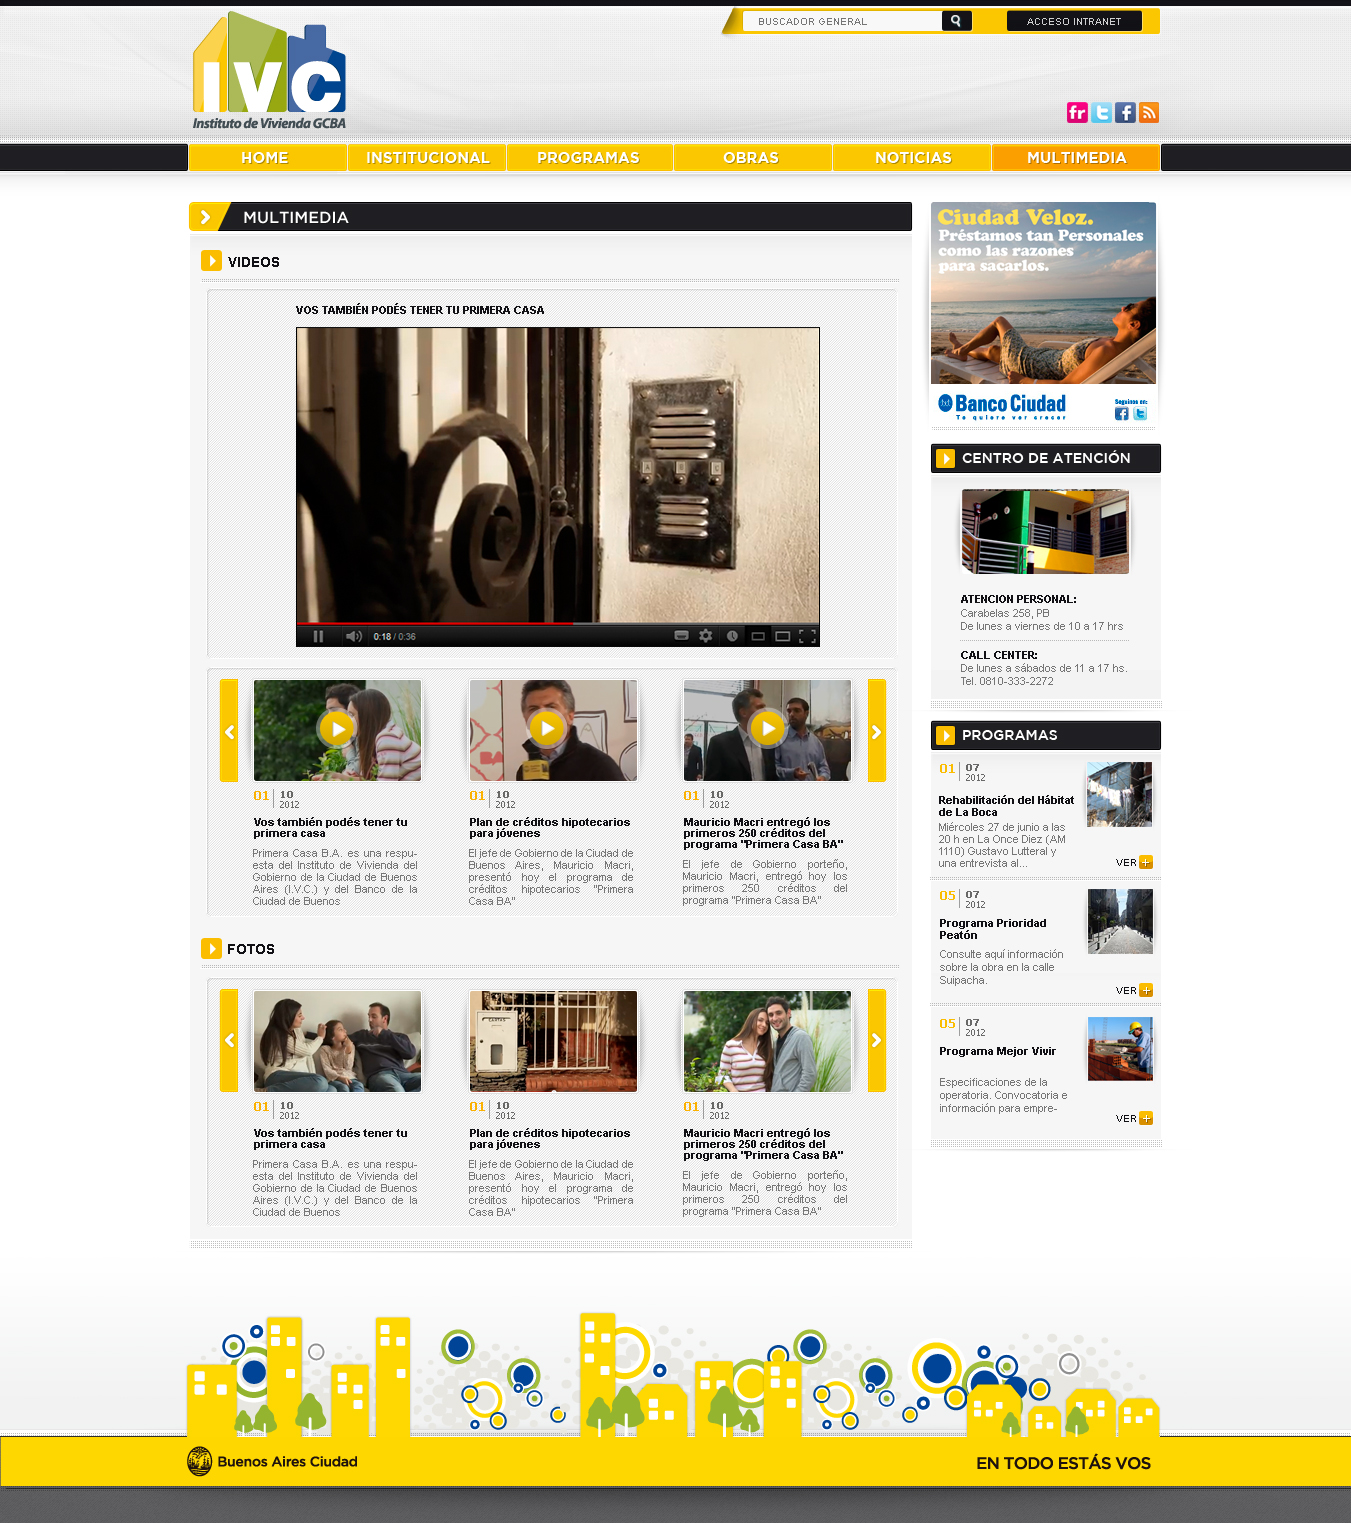 BUSCADOR GENERAL
ACCESO INTRANET
IVC
Instituto de Vivienda GCBA
fr
HOME
INSTITUCIONAL
PROGRAMAS
OBRAS
NOTICIAS
MULTIMEDIA
MULTIMEDIA
VIDEOS
VOS TAMBIÉN PODÉS TENER TU PRIMERA CASA
0:18 / 0:36
01 | 10
2012
Vos también podés tener tu
primera casa
Primera Casa B.A. es una respu-
esta del Instituto de Vivienda del
Gobierno de la Ciudad de Buenos
Aires (I.V.C.) y del Banco de la
Ciudad de Buenos
01 | 10
2012
Plan de créditos hipotecarios
para jóvenes
El jefe de Gobierno de la Ciudad de
Buenos Aires, Mauricio Macri,
presentó hoy el programa de
créditos hipotecarios "Primera
Casa BA"
01 | 10
2012
Mauricio Macri entregó los
primeros 250 créditos del
programa "Primera Casa BA"
El jefe de Gobierno porteño,
Mauricio Macri, entregó hoy los
primeros 250 créditos del
programa "Primera Casa BA"
FOTOS
01 | 10
2012
Vos también podés tener tu
primera casa
Primera Casa B.A. es una respu-
esta del Instituto de Vivienda del
Gobierno de la Ciudad de Buenos
Aires (I.V.C.) y del Banco de la
Ciudad de Buenos
01 | 10
2012
Plan de créditos hipotecarios
para jóvenes
El jefe de Gobierno de la Ciudad de
Buenos Aires, Mauricio Macri,
presentó hoy el programa de
créditos hipotecarios "Primera
Casa BA"
01 | 10
2012
Mauricio Macri entregó los
primeros 250 créditos del
programa "Primera Casa BA"
El jefe de Gobierno porteño,
Mauricio Macri, entregó hoy los
primeros 250 créditos del
programa "Primera Casa BA"
Ciudad Veloz.
Préstamos tan Personales
como las razones
para sacarlos.
Banco Ciudad
Te quiere ver crecer
Seguinos en:
CENTRO DE ATENCIÓN
ATENCION PERSONAL:
Carabelas 258, PB
De lunes a viernes de 10 a 17 hrs
CALL CENTER:
De lunes a sábados de 11 a 17 hs.
Tel. 0810-333-2272
PROGRAMAS
01 | 07
2012
Rehabilitación del Hábitat
de La Boca
Miércoles 27 de junio a las
20 h en La Once Diez (AM
1110) Gustavo Lutteral y
una entrevista al...
VER +
05 | 07
2012
Programa Prioridad
Peatón
Consulte aquí información
sobre la obra en la calle
Suipacha.
VER +
05 | 07
2012
Programa Mejor Vivir
Especificaciones de la
operatoria. Convocatoria e
información para empre-
VER +
Buenos Aires Ciudad
EN TODO ESTÁS VOS